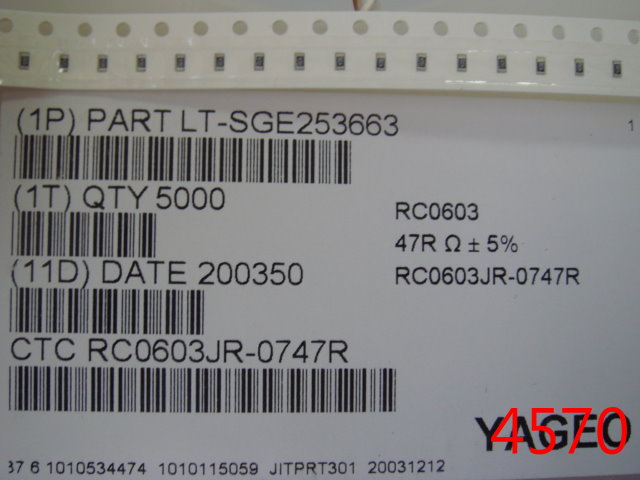 (1P) PART LT-SGE253663
1
(1T) QTY 5000
RC0603
47R Ω ± 5%
(11D) DATE 200350
RC0603JR-0747R
CTC RC0603JR-0747R
YAGEO
4570
37 6 1010534474 1010115059 JITPRT301 20031212